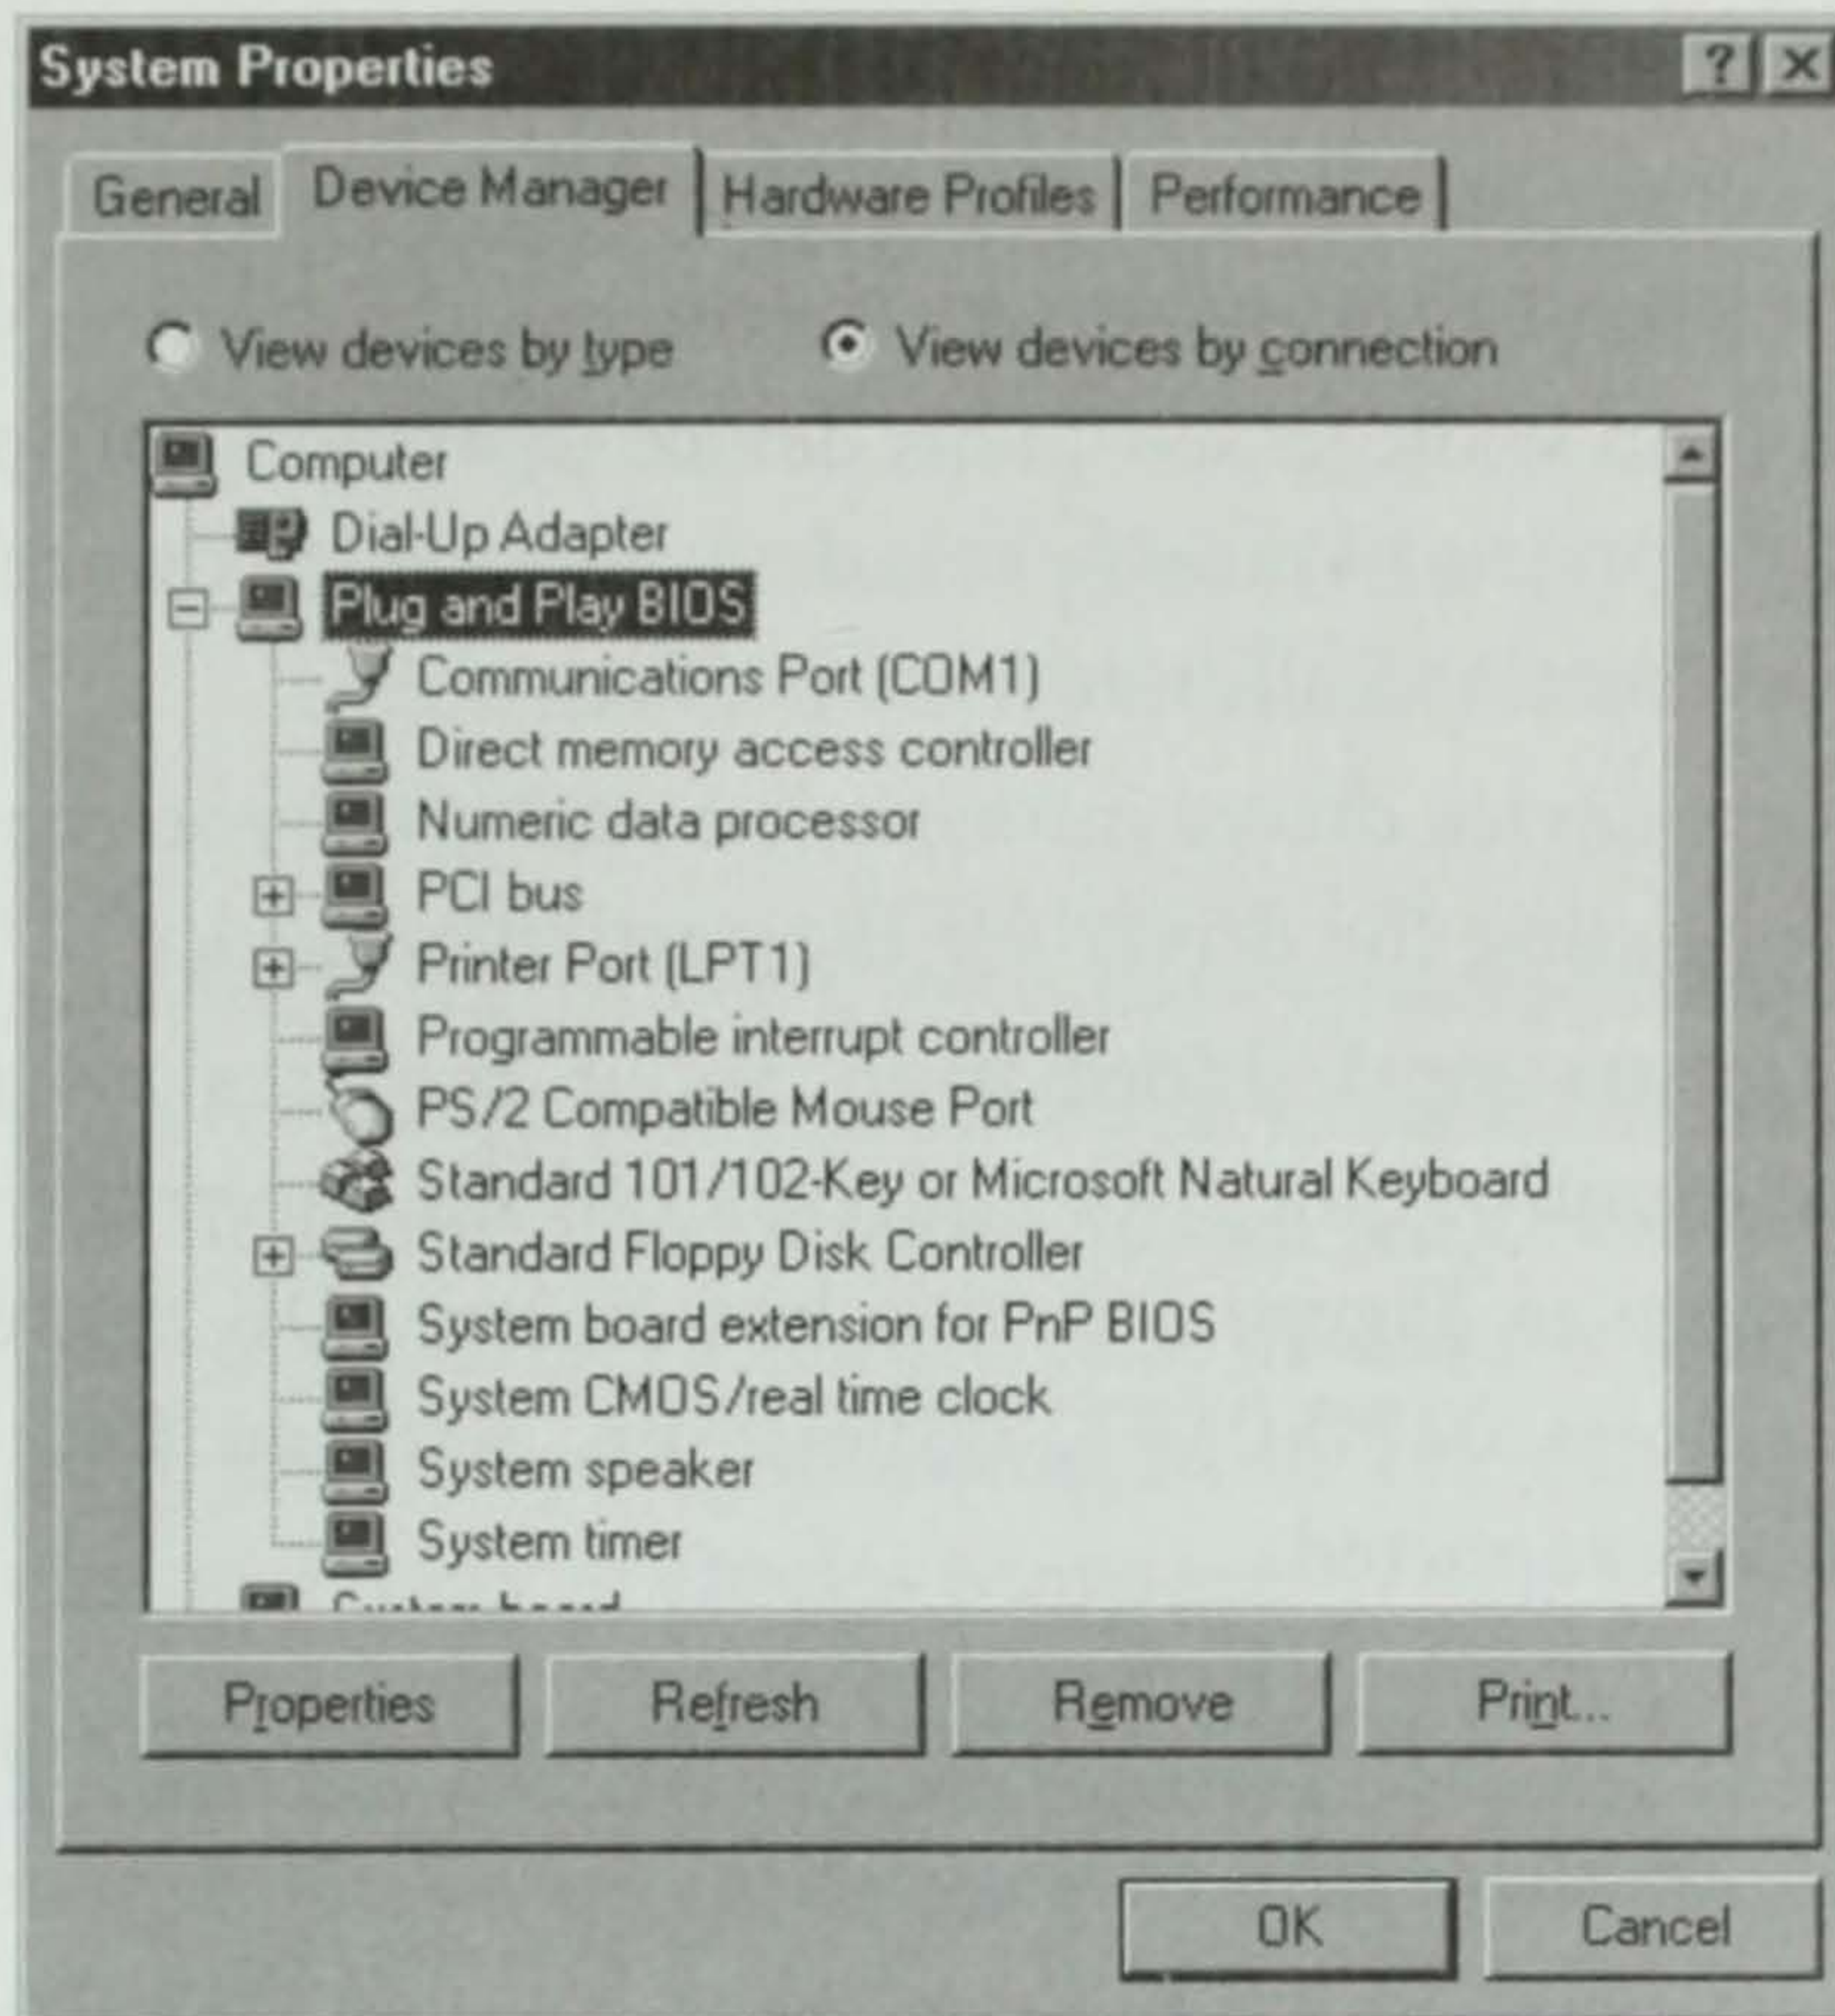 System Properties
General Device Manager Hardware Profiles Performance
View devices by type View devices by connection
Computer
Dial-Up Adapter
Plug and Play BIOS
Communications Port (COM1)
Direct memory access controller
Numeric data processor
PCI bus
Printer Port (LPT1)
Programmable interrupt controller
PS/2 Compatible Mouse Port
Standard 101/102-Key or Microsoft Natural Keyboard
Standard Floppy Disk Controller
System board extension for PnP BIOS
System CMOS/real time clock
System speaker
System timer
System board
Properties Refresh Remove Print...
OK Cancel